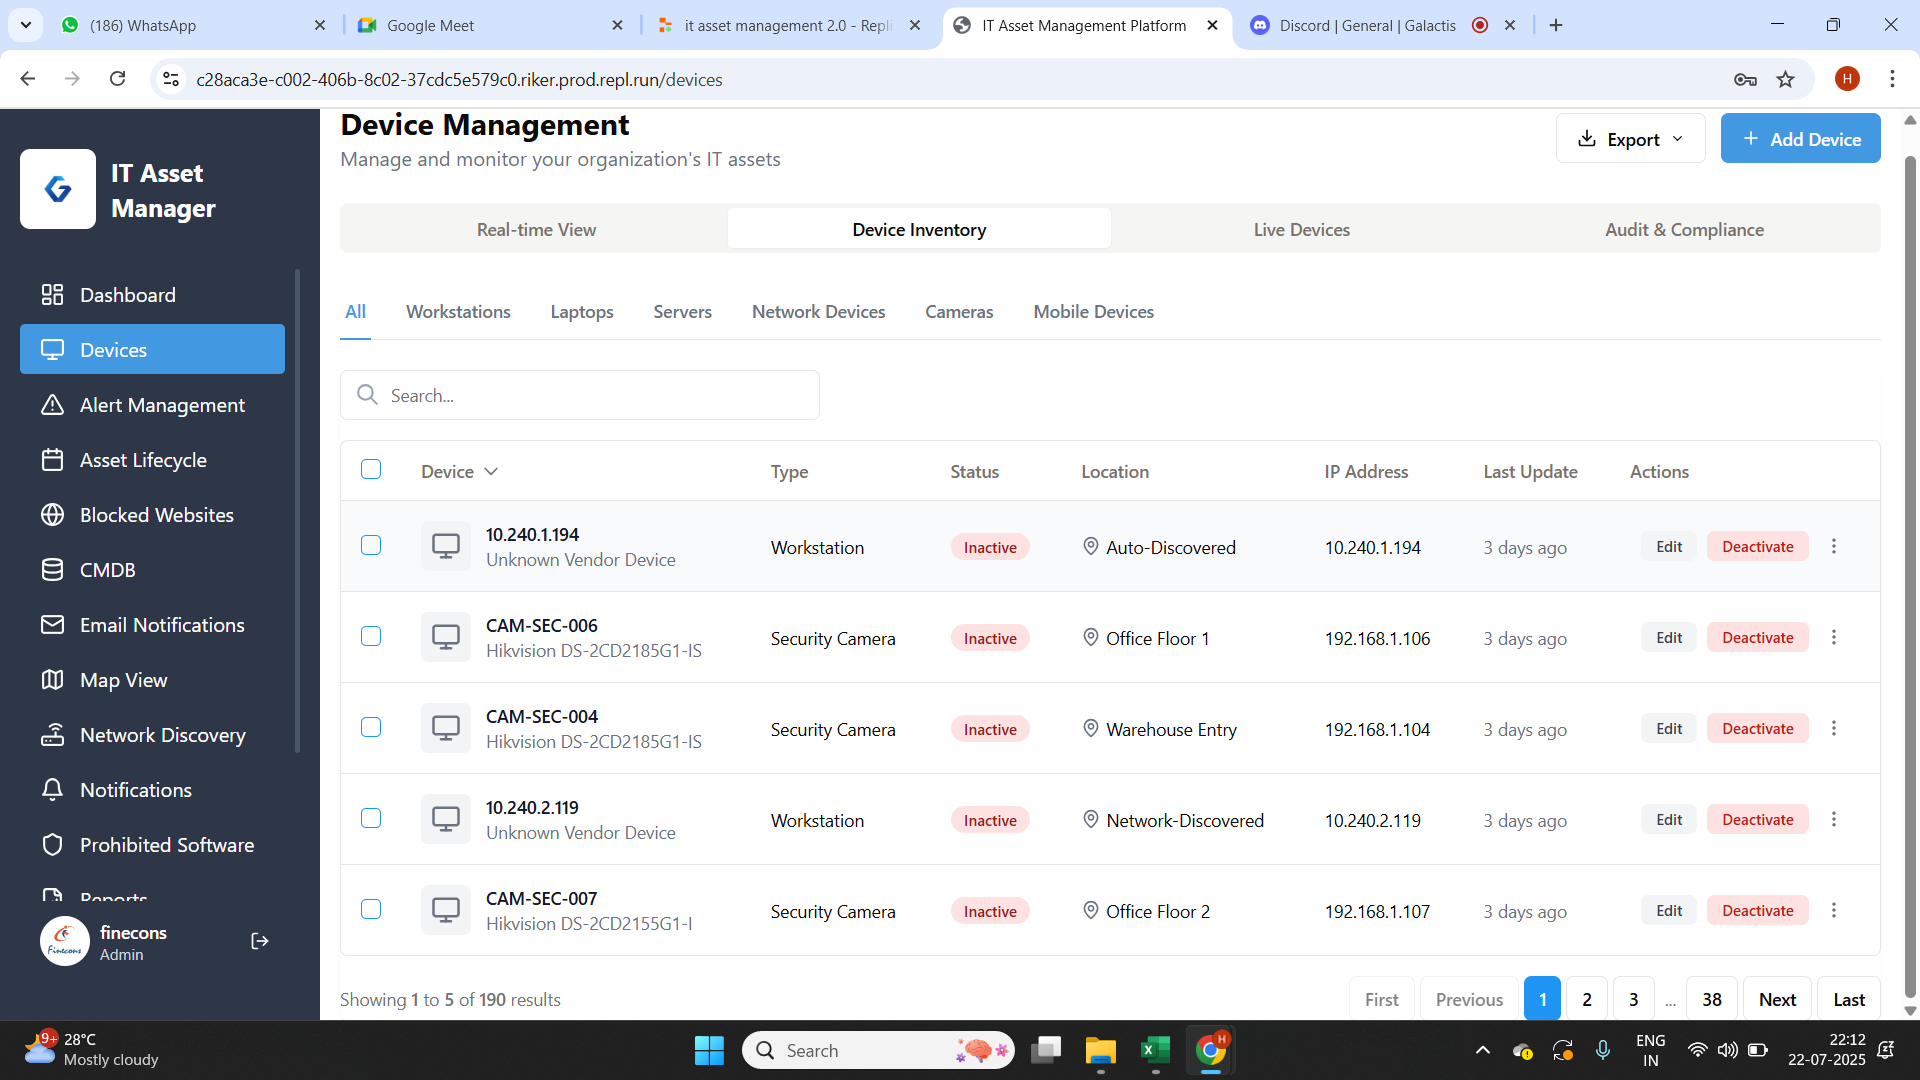 (186) WhatsApp
Google Meet
it asset management 2.0 - Repli
IT Asset Management Platform
Discord | General | Galactis
c28aca3e-c002-406b-8c02-37cdc5e579c0.riker.prod.repl.run/devices
H
IT Asset
Manager
Dashboard
Devices
Alert Management
Asset Lifecycle
Blocked Websites
CMDB
Email Notifications
Map View
Network Discovery
Notifications
Prohibited Software
Reports
Finecons
finecons
Admin
Device Management
Manage and monitor your organization's IT assets
Export
+ Add Device
Real-time View
Device Inventory
Live Devices
Audit & Compliance
All
Workstations
Laptops
Servers
Network Devices
Cameras
Mobile Devices
Search...
Device Type Status Location IP Address Last Update Actions
10.240.1.194
Unknown Vendor Device
Workstation Inactive Auto-Discovered 10.240.1.194 3 days ago Edit Deactivate
CAM-SEC-006
Hikvision DS-2CD2185G1-IS
Security Camera Inactive Office Floor 1 192.168.1.106 3 days ago Edit Deactivate
CAM-SEC-004
Hikvision DS-2CD2185G1-IS
Security Camera Inactive Warehouse Entry 192.168.1.104 3 days ago Edit Deactivate
10.240.2.119
Unknown Vendor Device
Workstation Inactive Network-Discovered 10.240.2.119 3 days ago Edit Deactivate
CAM-SEC-007
Hikvision DS-2CD2155G1-I
Security Camera Inactive Office Floor 2 192.168.1.107 3 days ago Edit Deactivate
Showing 1 to 5 of 190 results
First Previous 1 2 3 ... 38 Next Last
9+
28°C
Mostly cloudy
Search
H
ENG
IN
22:12
22-07-2025